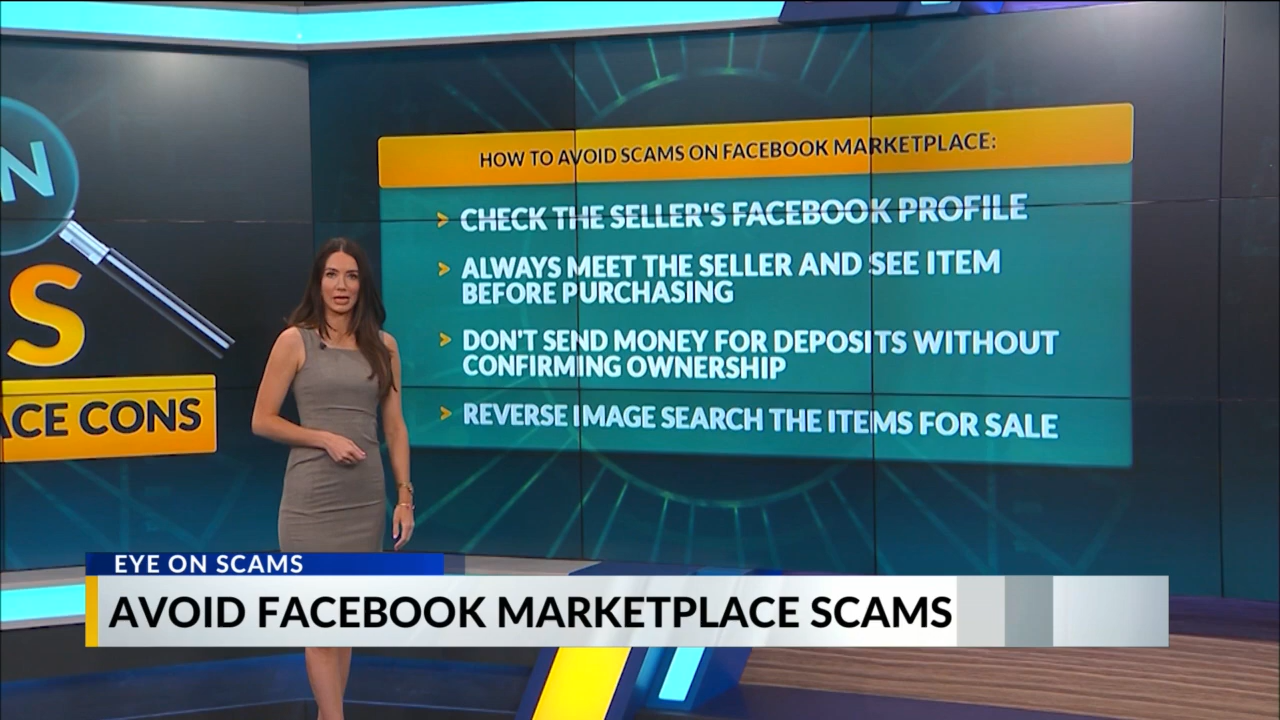 N
S
ACE CONS
HOW TO AVOID SCAMS ON FACEBOOK MARKETPLACE:
CHECK THE SELLER'S FACEBOOK PROFILE
ALWAYS MEET THE SELLER AND SEE ITEM
BEFORE PURCHASING
DON'T SEND MONEY FOR DEPOSITS WITHOUT
CONFIRMING OWNERSHIP
REVERSE IMAGE SEARCH THE ITEMS FOR SALE
EYE ON SCAMS
AVOID FACEBOOK MARKETPLACE SCAMS